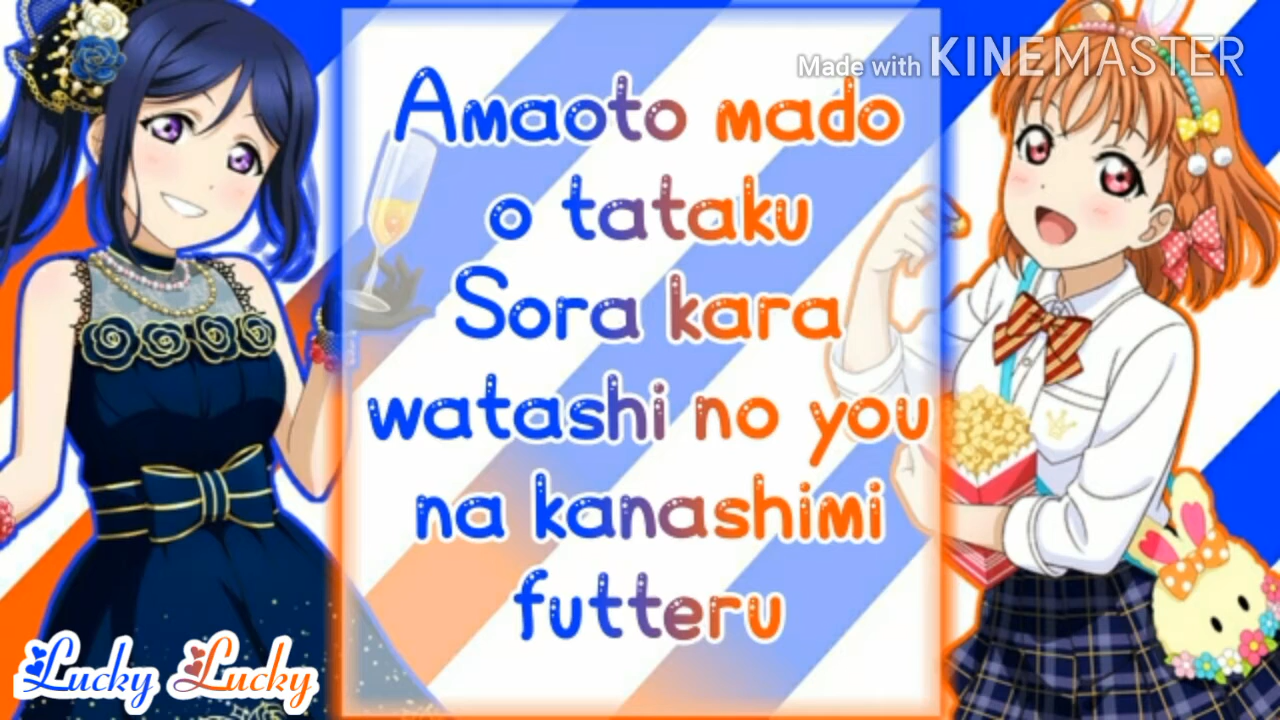 Made with KINEMASTER
Amaoto mado
o tataku
Sora kara
watashi no you
na kanashimi
futteru
Lucky Lucky